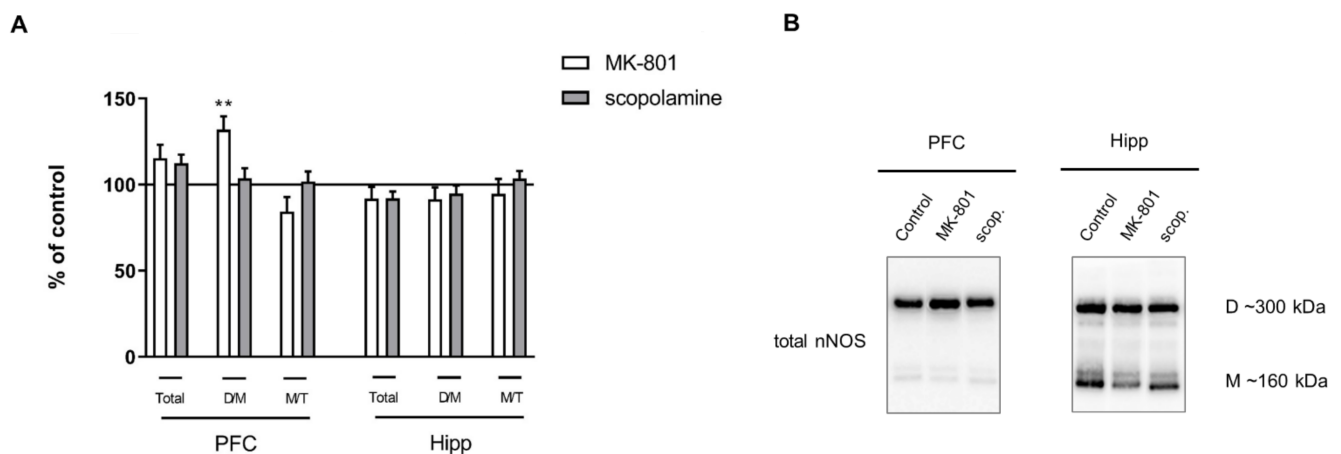 A
MK-801
scopolamine
% of control
150
**
100
50
0
Total D/M M/T Total D/M M/T
PFC Hipp
B
PFC Hipp
Control MK-801 scop. Control MK-801 scop.
total nNOS
D ~300 kDa
M ~160 kDa